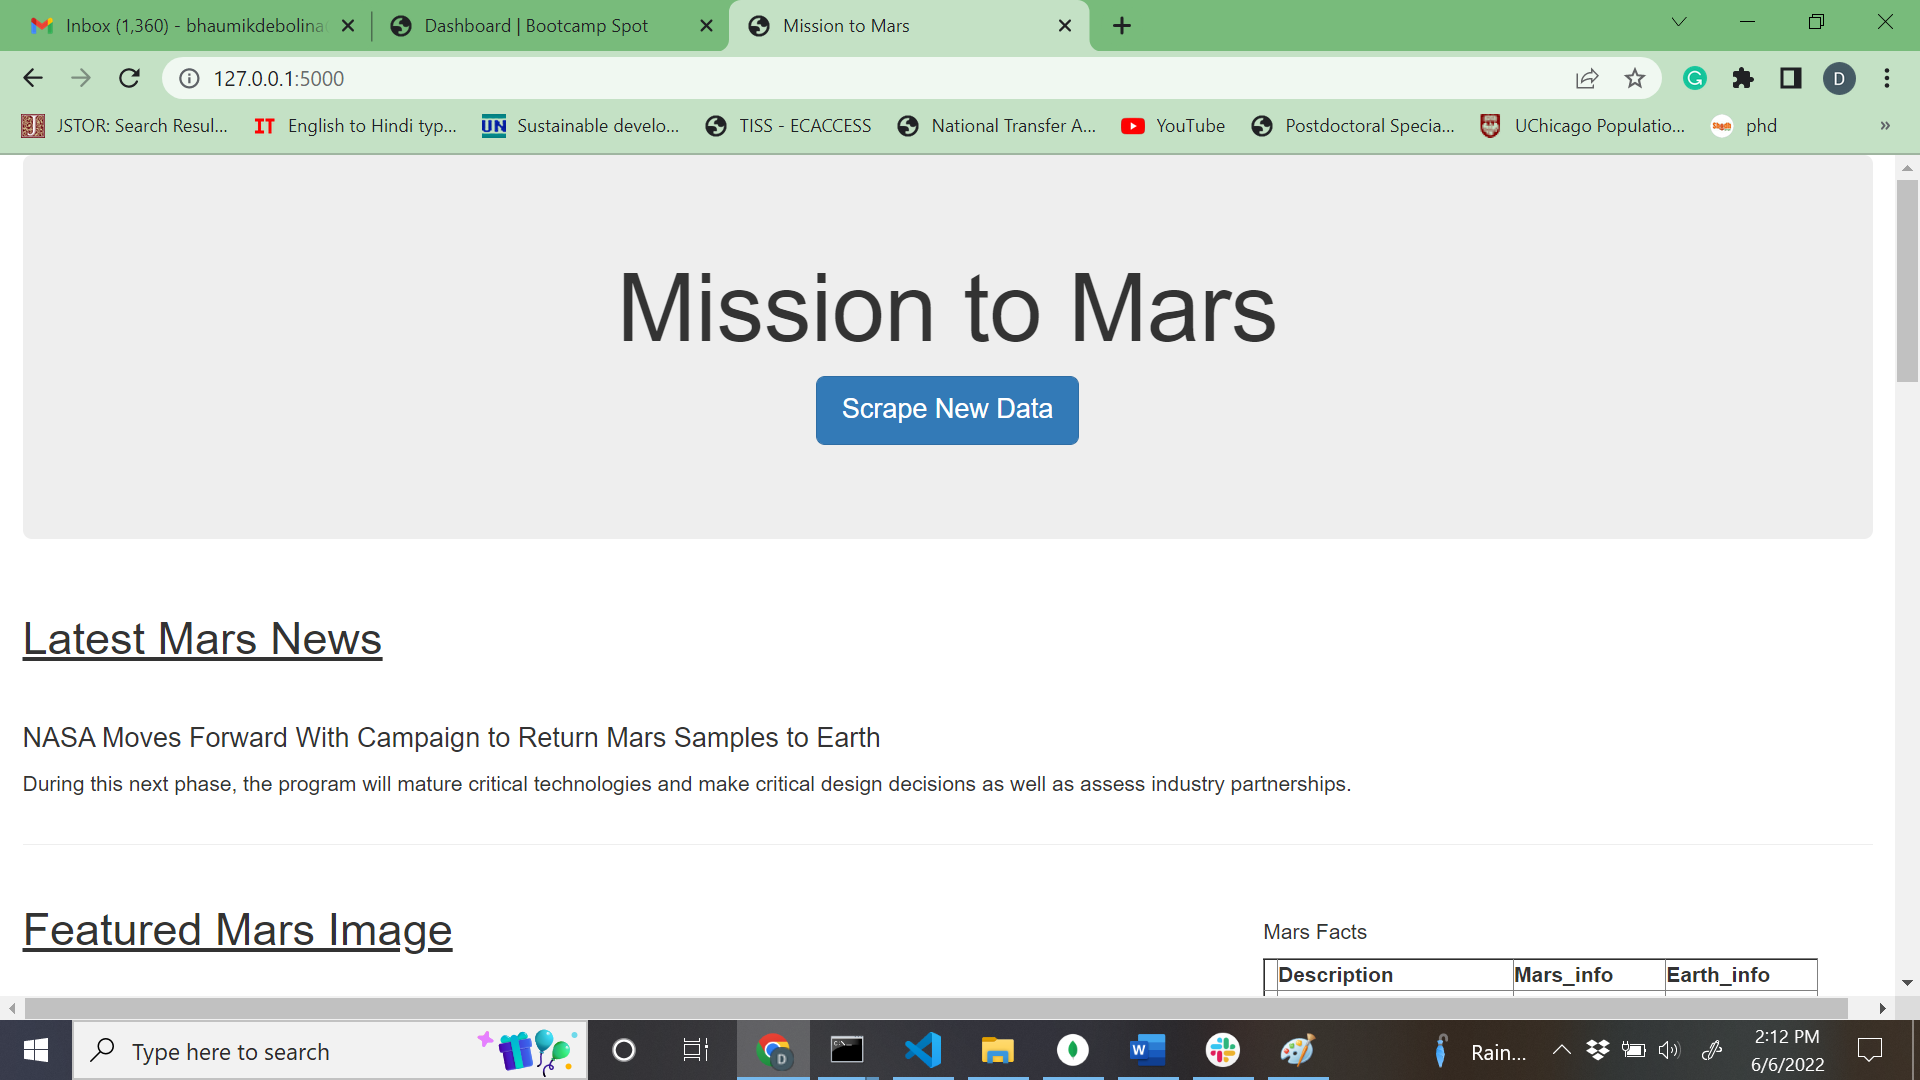 Inbox (1,360) - bhaumikdebolina
Dashboard | Bootcamp Spot
Mission to Mars
127.0.0.1:5000
D
JSTOR: Search Resul...
IT English to Hindi typ...
UN Sustainable develo...
TISS - ECACCESS
National Transfer A...
YouTube
Postdoctoral Specia...
UChicago Populatio...
phd
»
Mission to Mars
Scrape New Data
Latest Mars News
NASA Moves Forward With Campaign to Return Mars Samples to Earth
During this next phase, the program will mature critical technologies and make critical design decisions as well as assess industry partnerships.
Featured Mars Image
Mars Facts
Description Mars_info Earth_info
Type here to search
Rain...
2:12 PM
6/6/2022